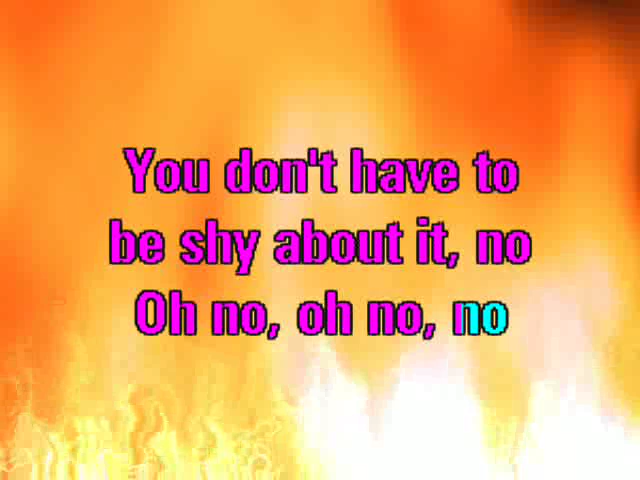 You don't have to
be shy about it, no
Oh no, oh no, no